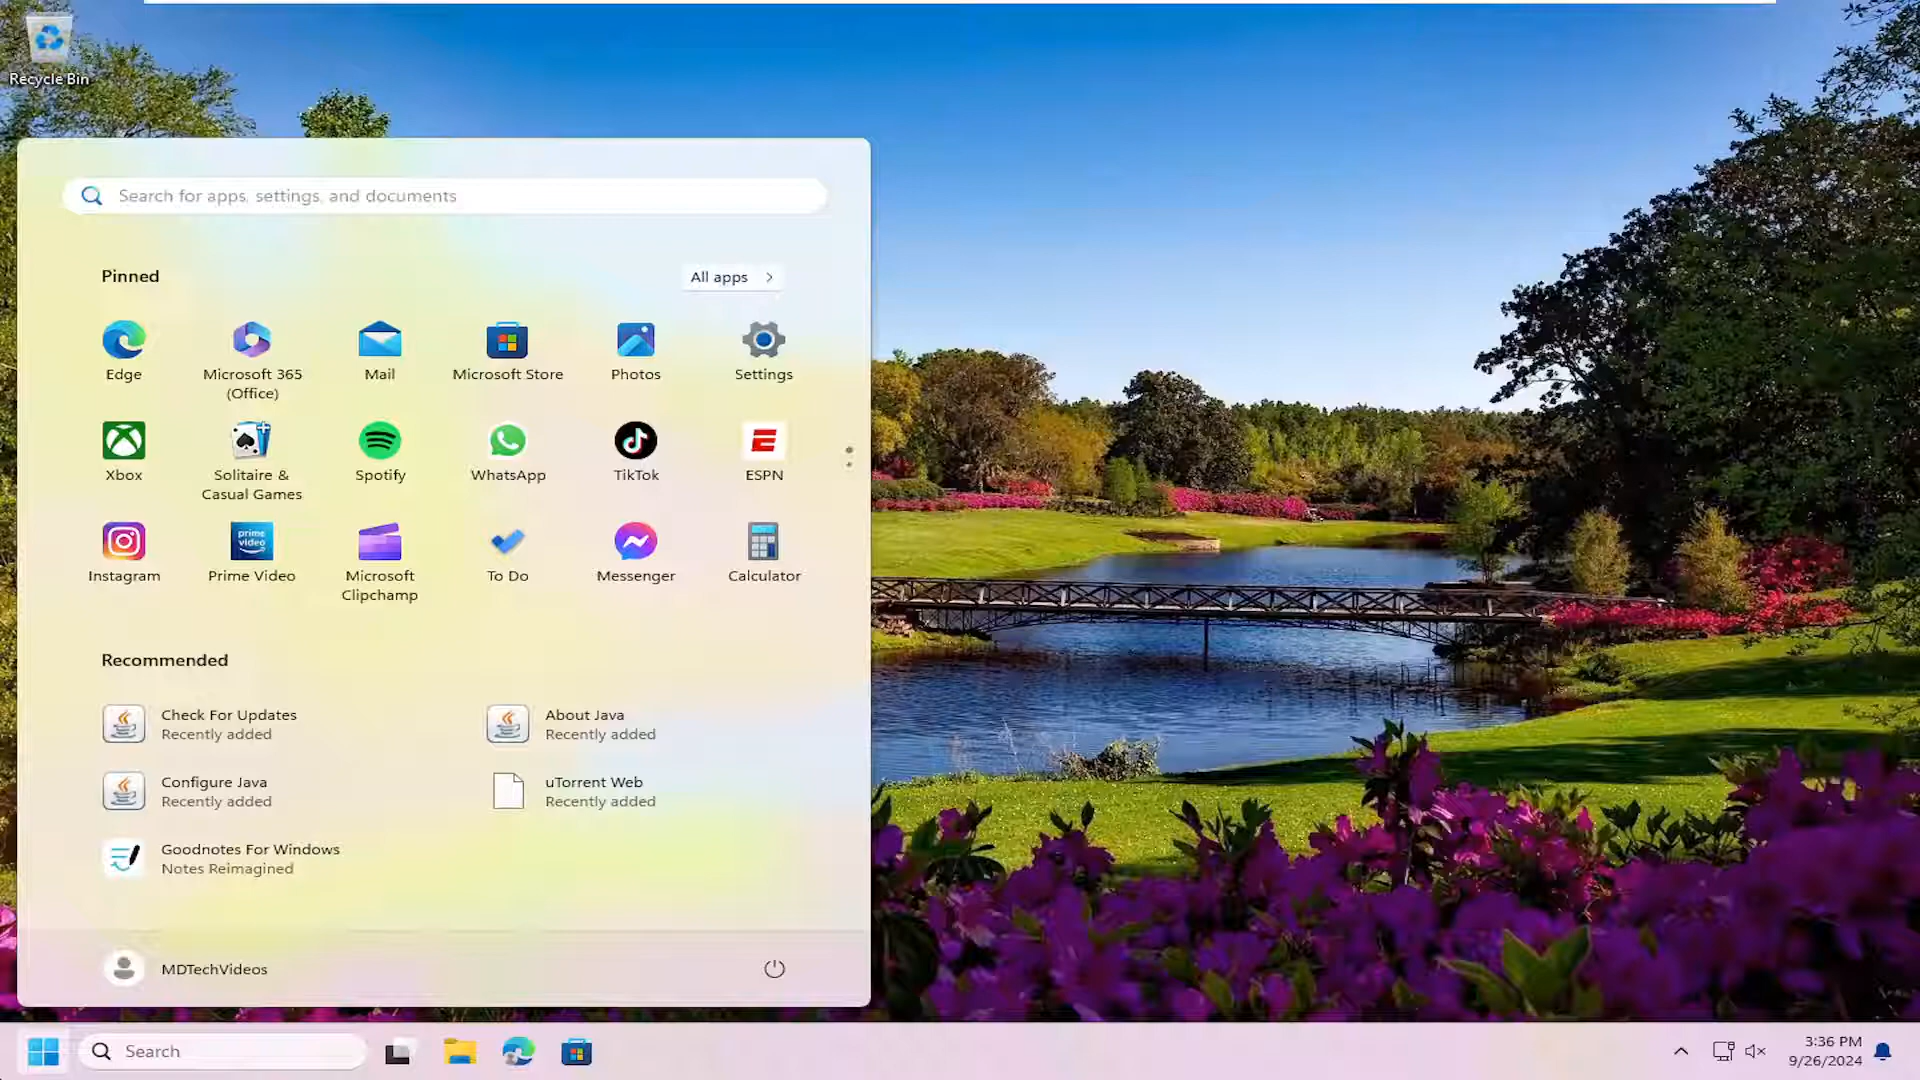 Recycle Bin
Search for apps, settings, and documents
Pinned
All apps
Edge
Microsoft 365
(Office)
Mail
Microsoft Store
Photos
Settings
Xbox
Solitaire &
Casual Games
Spotify
WhatsApp
TikTok
ESPN
prime
video
Instagram
Prime Video
Microsoft
Clipchamp
To Do
Messenger
Calculator
Recommended
Check For Updates
Recently added
About Java
Recently added
Configure Java
Recently added
uTorrent Web
Recently added
Goodnotes For Windows
Notes Reimagined
MDTechVideos
Search
3:36 PM
9/26/2024